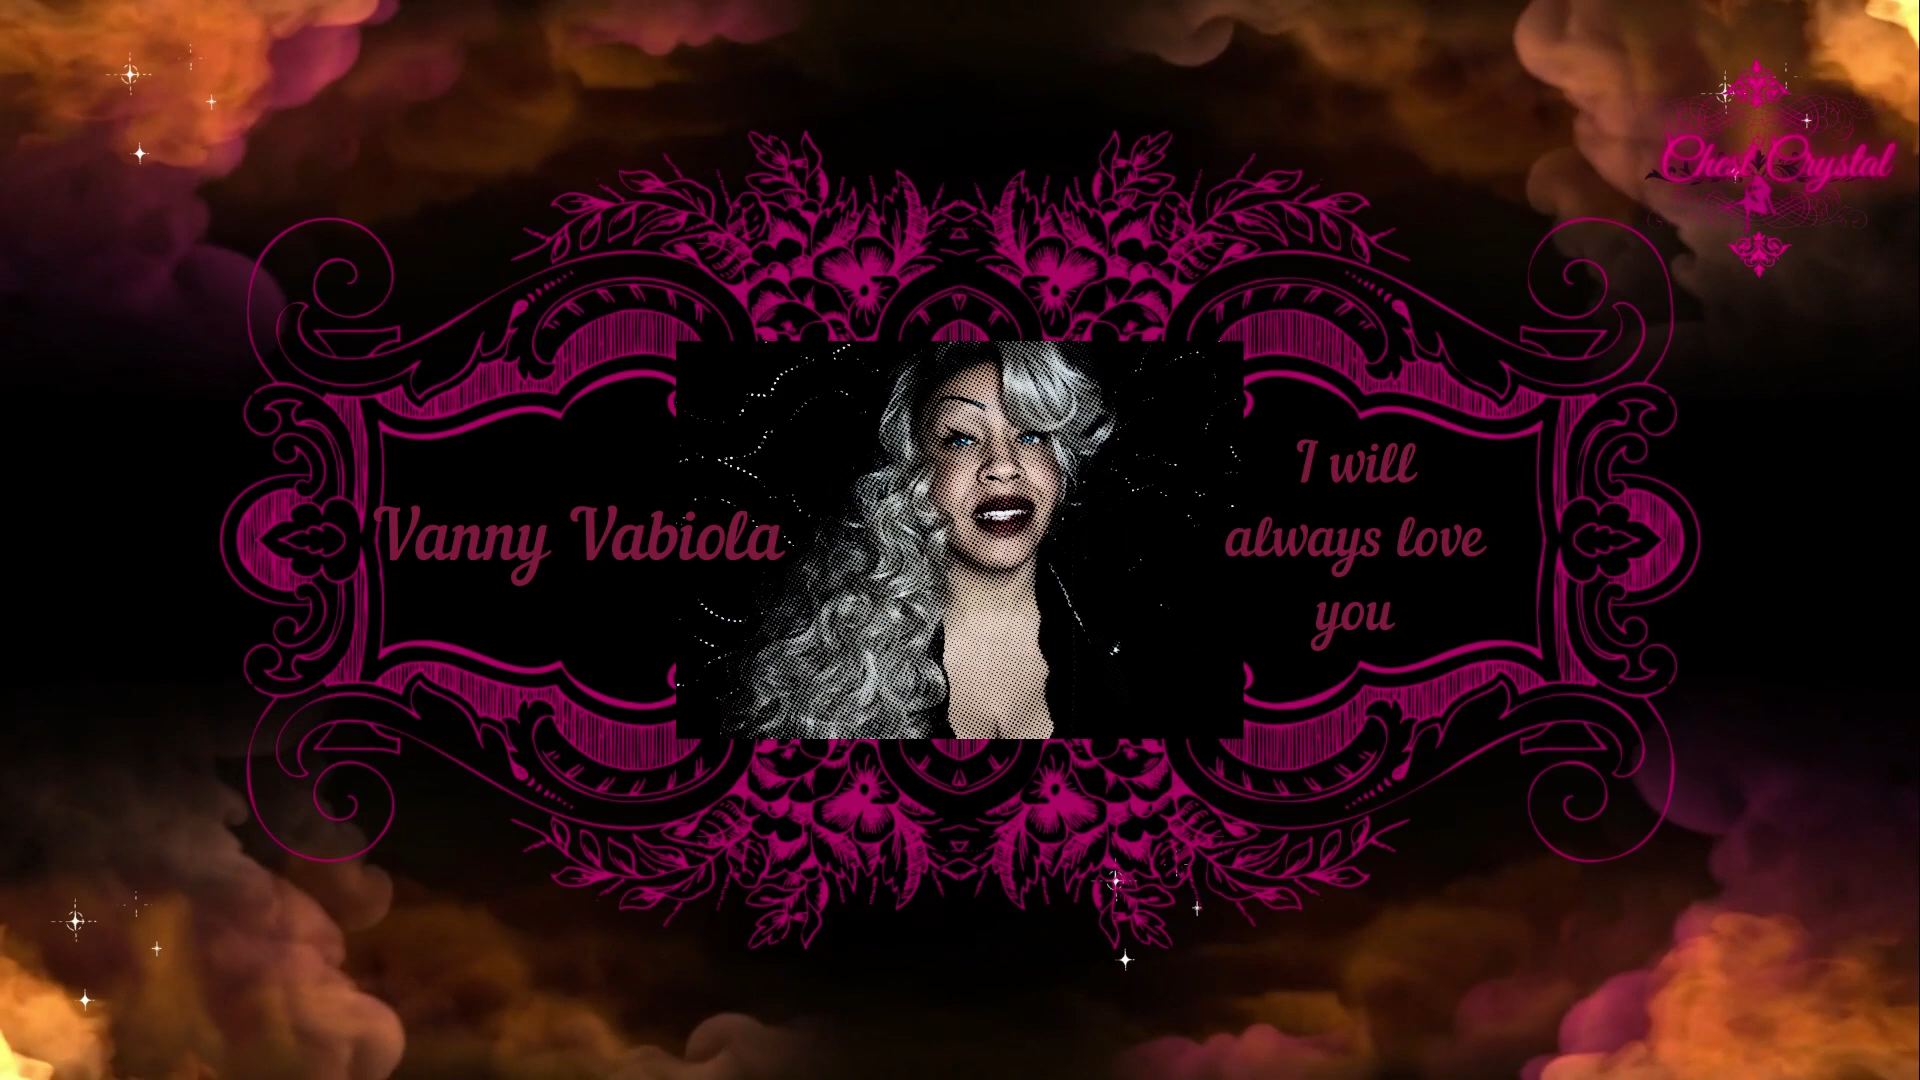 Chest Crystal
Vanny Vabiola
I will
always love
you